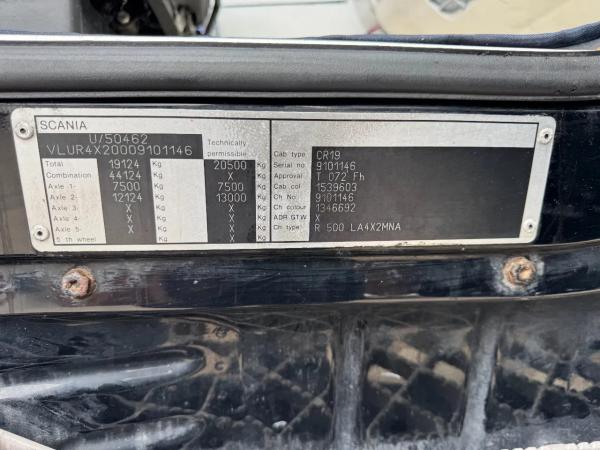 SCANIA
U/50462
VLUR4X20009101146
Technically permissible
Total 19124 Kg 20500 Kg
Combination 44124 Kg X Kg
Axle 1- 7500 Kg 7500 Kg
Axle 2- 12124 Kg 13000 Kg
Axle 3- X Kg X Kg
Axle 4- X Kg X Kg
Axle 5- X Kg X Kg
5 th wheel X Kg X Kg
Cab type CR19
Serial no 9101146
Approval T 072 Fh
Cab col 1539603
Ch No 9101146
Ch colour 1346692
ADR GTW X
Ch type R 500 LA4X2MNA